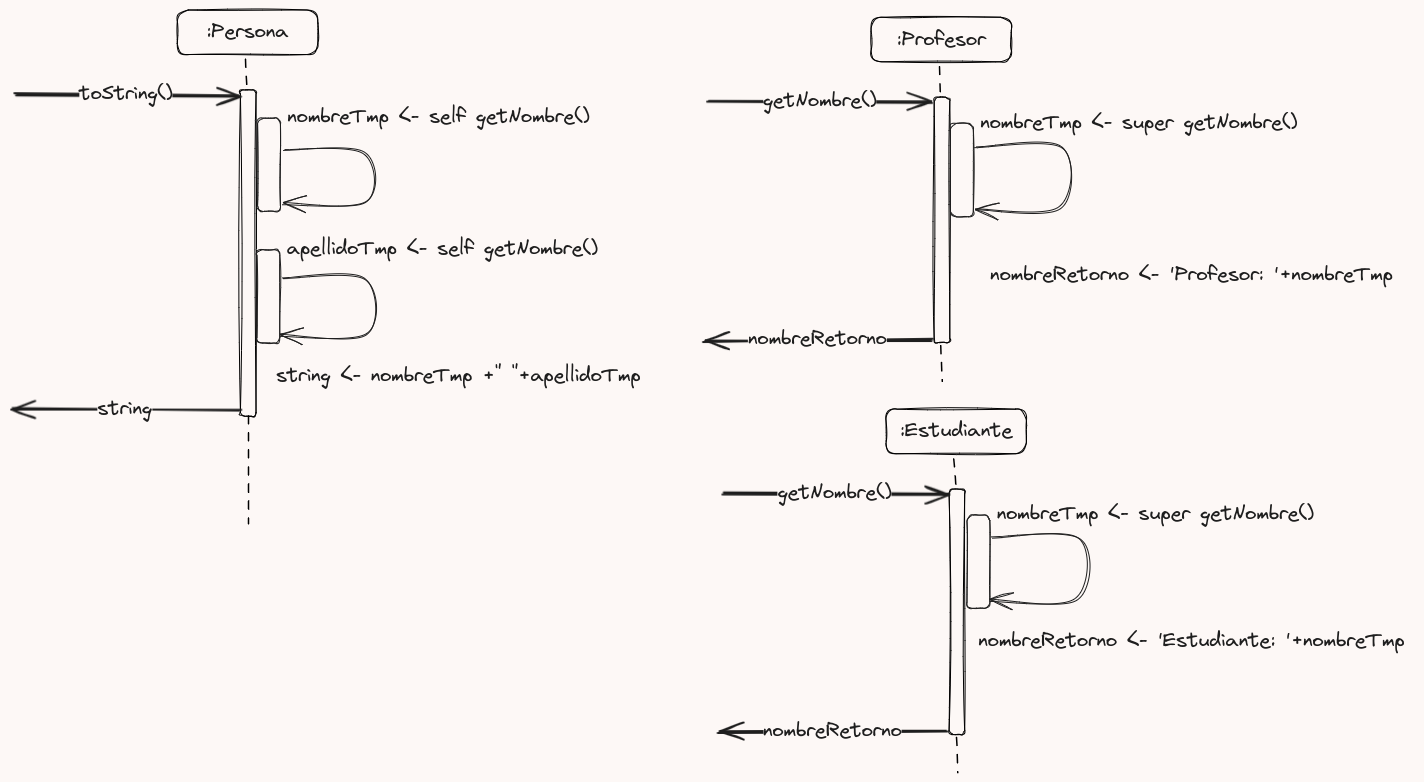 :Persona
toString()
nombreTmp <- self getNombre()
apellidoTmp <- self getNombre()
string <- nombreTmp +" "+apellidoTmp
string
:Profesor
getNombre()
nombreTmp <- super getNombre()
nombreRetorno <- 'Profesor: '+nombreTmp
nombreRetorno
:Estudiante
getNombre()
nombreTmp <- super getNombre()
nombreRetorno <- 'Estudiante: '+nombreTmp
nombreRetorno